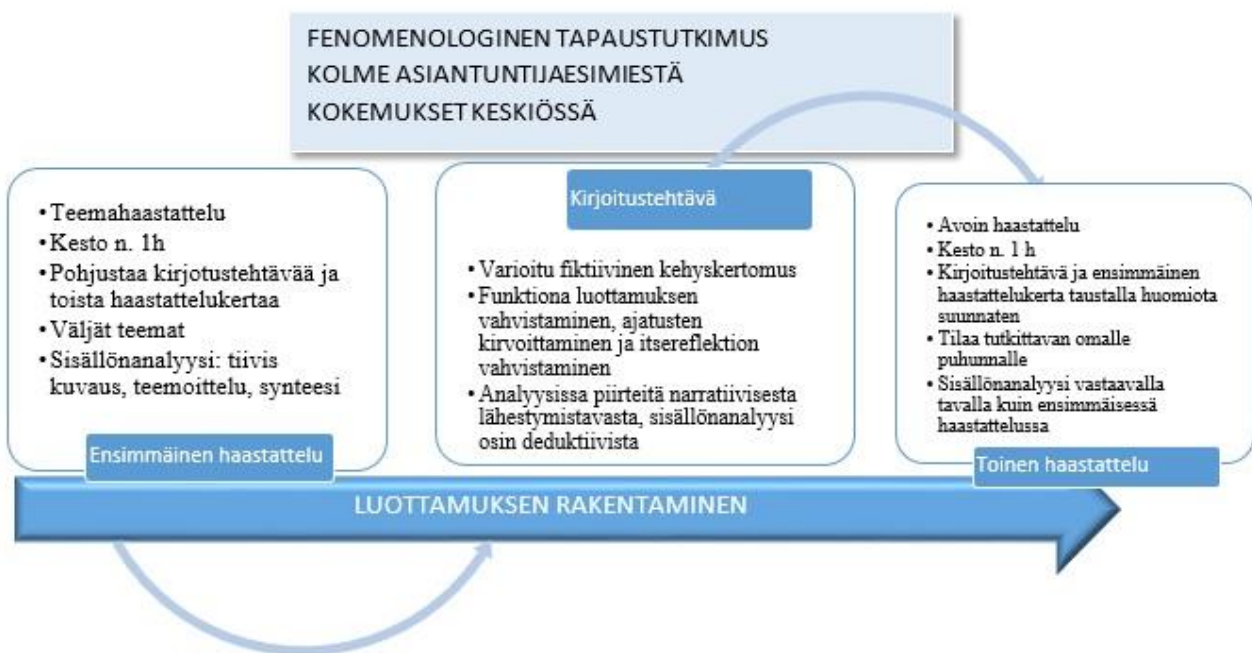 FENOMENOLOGINEN TAPAUSTUTKIMUS
KOLME ASIANTUNTIJAESIMIESTÄ
KOKEMUKSET KESKIÖSSÄ
• Teemahaastattelu
• Kesto n. 1h
• Pohjustaa kirjotustehtävää ja
toista haastattelukertaa
• Väljät teemat
• Sisällönanalyysi: tiivis
kuvaus, teemoittelu, synteesi
Ensimmäinen haastattelu
Kirjoitustehtävä
• Varioitu fiktiivinen kehyskertomus
• Funktiona luottamuksen
vahvistaminen, ajatusten
kirvoittaminen ja itsereflektion
vahvistaminen
• Analyysissa piirteitä narratiivisesta
lähestymistavasta, sisällönanalyysi
osin deduktiivista
• Avoin haastattelu
• Kesto n. 1 h
• Kirjoitustehtävä ja ensimmäinen
haastattelukerta taustalla huomiota
suunnaten
• Tilaa tutkittavan omalle
puhunnalle
• Sisällönanalyysi vastaavalla
tavalla kuin ensimmäisessä
haastattelussa
Toinen haastattelu
LUOTTAMUKSEN RAKENTAMINEN